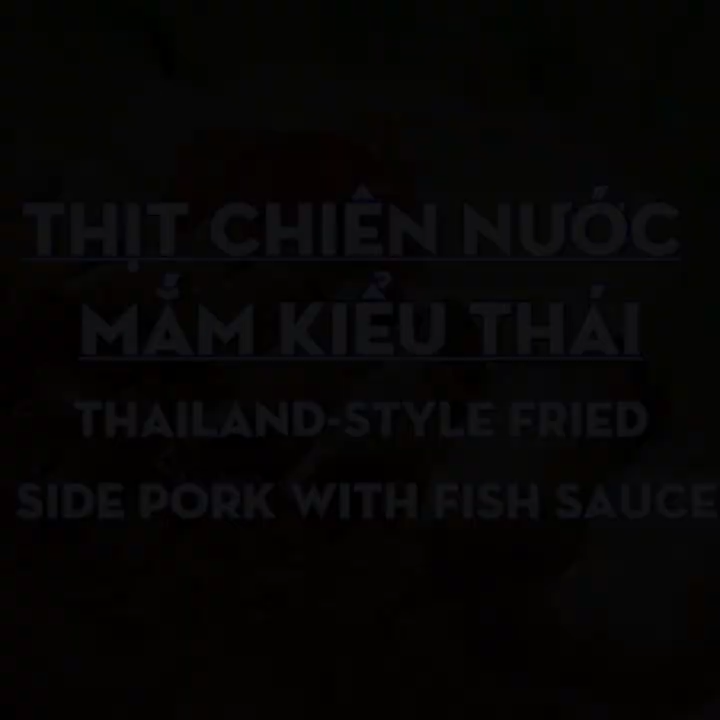 THỊT CHIÊN NƯỚC
MẮM KIỂU THÁI
THAILAND-STYLE FRIED
SIDE PORK WITH FISH SAUCE